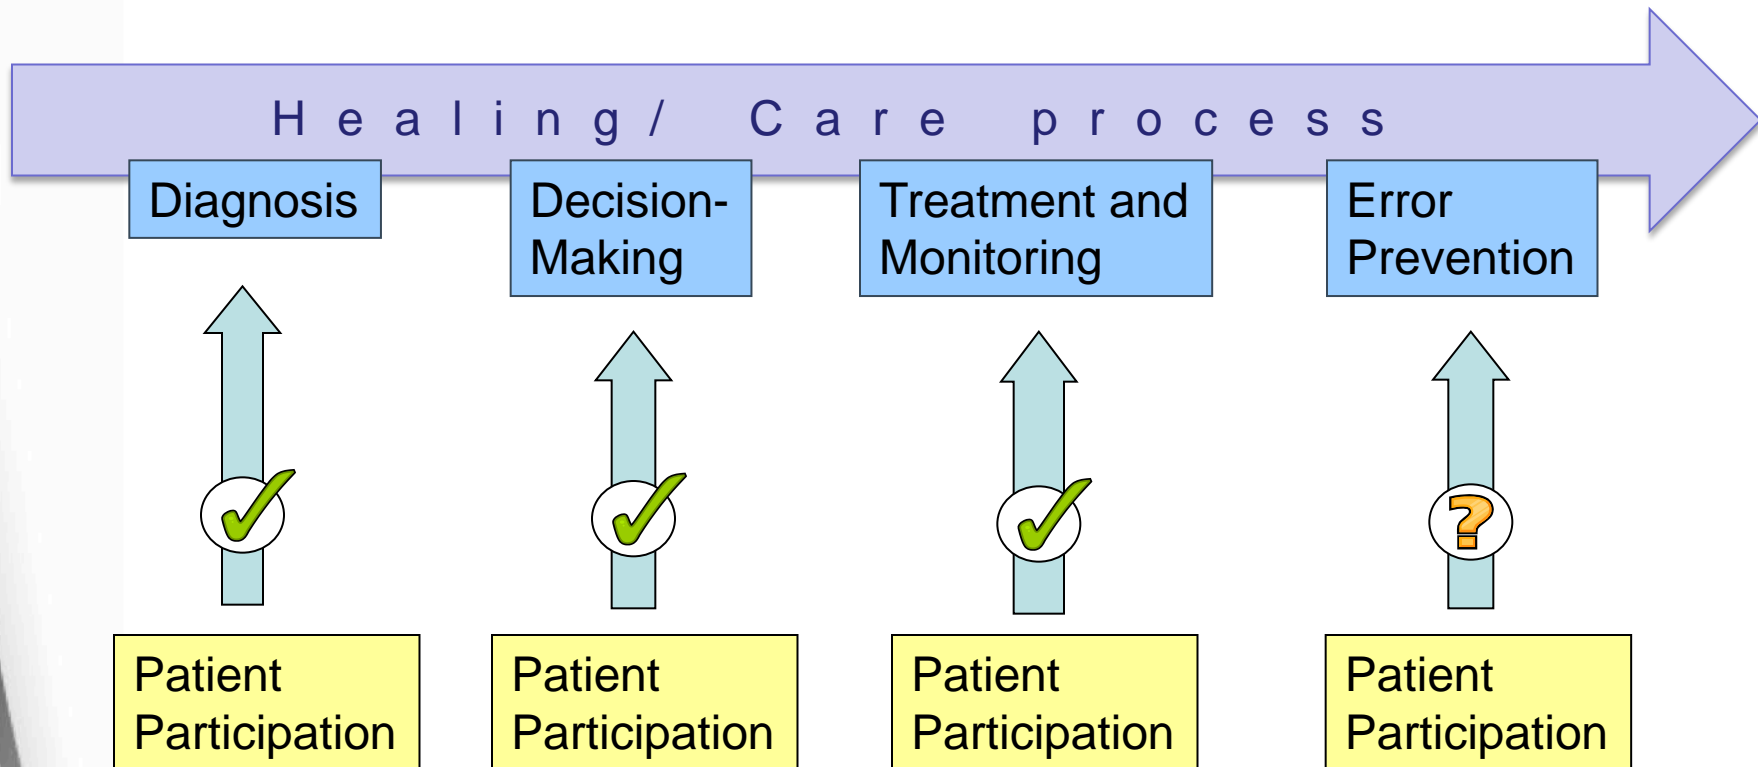 Healing/ Care process
Diagnosis
Decision-
Making
Treatment and
Monitoring
Error
Prevention
?
Patient
Participation
Patient
Participation
Patient
Participation
Patient
Participation